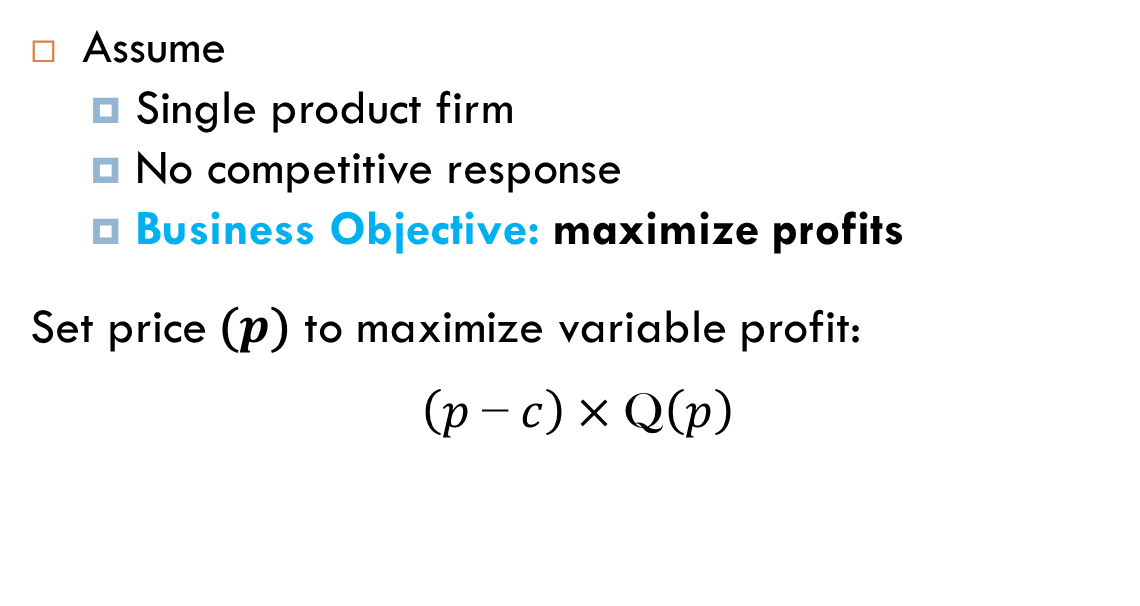 Assume
Single product firm
No competitive response
Business Objective: maximize profits
Set price (p) to maximize variable profit:
(p − c) × Q(p)